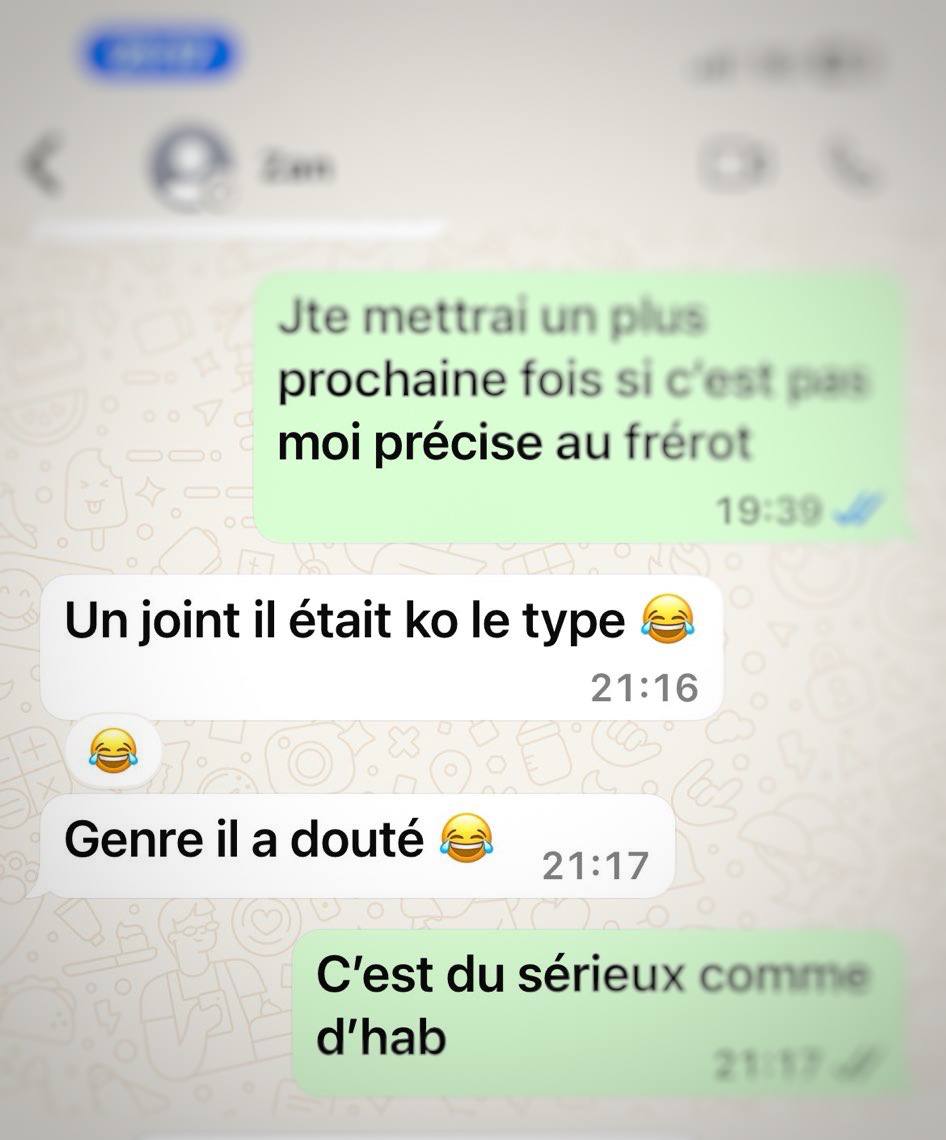 Zan
Jte mettrai un plus
prochaine fois si c'est pas
moi précise au frérot
19:39
Un joint il était ko le type 😂
21:16
😂
Genre il a douté 😂
21:17
C'est du sérieux comme
d'hab
21:17